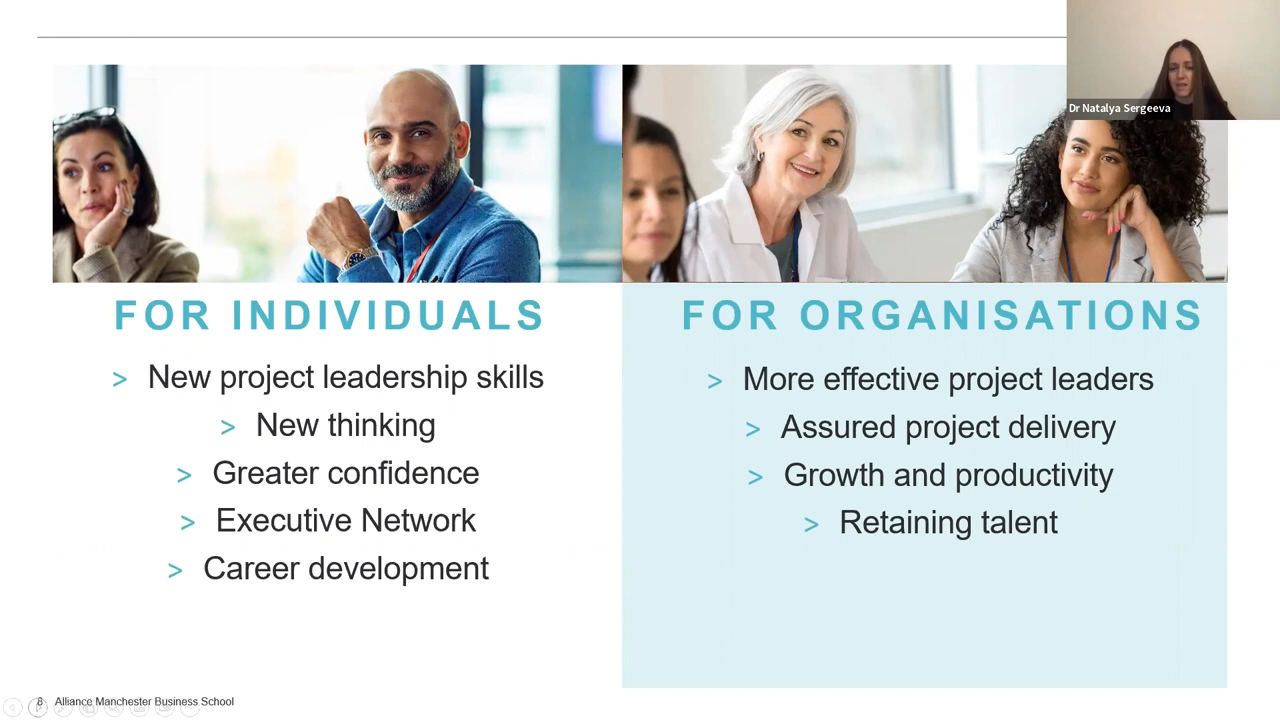 Dr Natalya Sergeeva
FOR INDIVIDUALS
> New project leadership skills
> New thinking
> Greater confidence
> Executive Network
> Career development
FOR ORGANISATIONS
> More effective project leaders
> Assured project delivery
> Growth and productivity
> Retaining talent
8 Alliance Manchester Business School